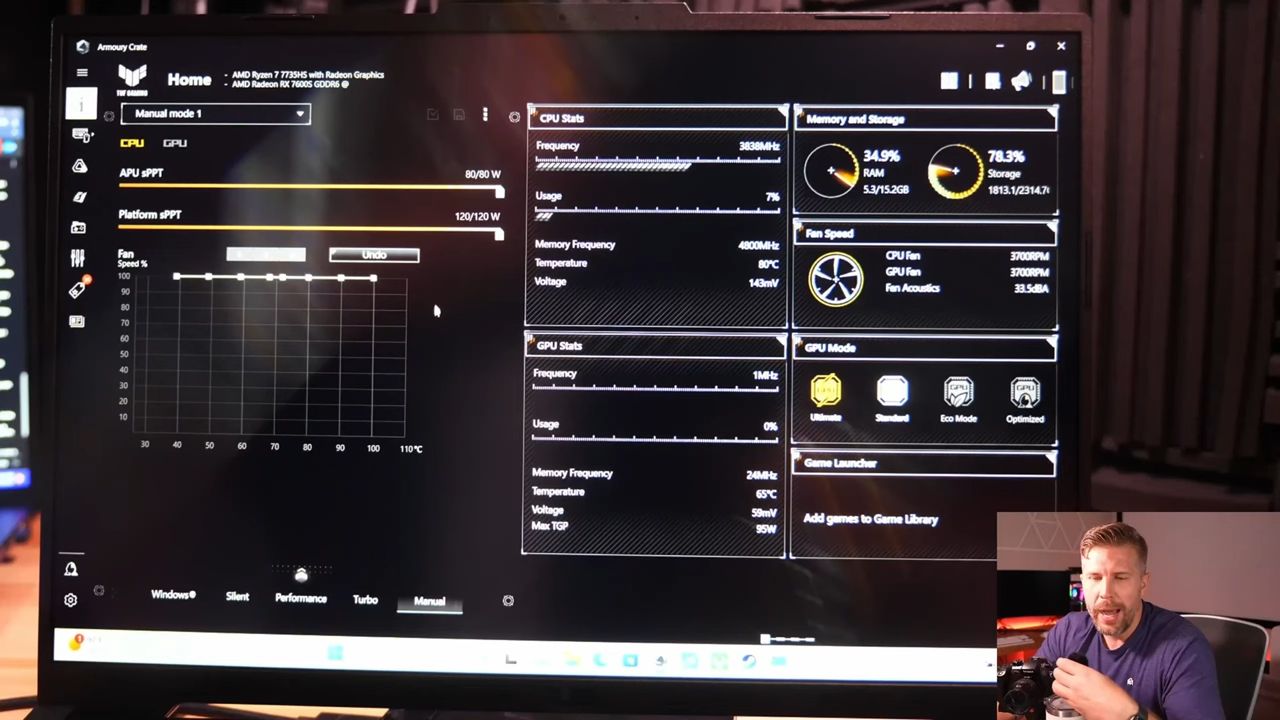 Armoury Crate
TUF GAMING
Home
- AMD Ryzen 7 7735HS with Radeon Graphics
- AMD Radeon RX 7600S GDDR6 @
Manual mode 1
CPU GPU
APU sPPT 80/80 W
Platform sPPT 120/120 W
Fan
Speed %
Undo
100
90
80
70
60
50
40
30
20
10
30 40 50 60 70 80 90 100 110℃
Windows®
Silent
Performance
Turbo
Manual
CPU Stats
Frequency 3838MHz
Usage 7%
Memory Frequency 4800MHz
Temperature 80℃
Voltage 143mV
GPU Stats
Frequency 1MHz
Usage 0%
Memory Frequency 24MHz
Temperature 65℃
Voltage 59mV
Max TGP 95W
Memory and Storage
34.9%
RAM
5.3/15.2GB
78.3%
Storage
Fan Speed
CPU Fan 3700RPM
GPU Fan 3700RPM
Fan Acoustics 33.5dBA
GPU Mode
Ultimate
Standard
Eco Mode
Optimized
Game Launcher
Add games to Game Library